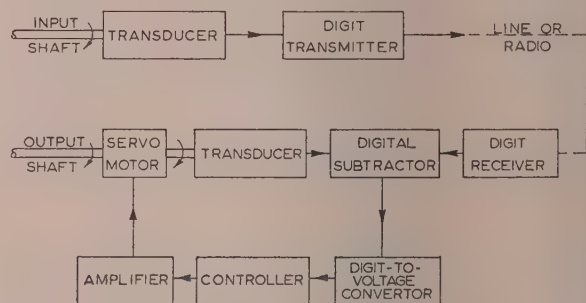 INPUT
SHAFT
TRANSDUCER
DIGIT
TRANSMITTER
LINE OR
RADIO
OUTPUT
SHAFT
SERVO
MOTOR
TRANSDUCER
DIGITAL
SUBTRACTOR
DIGIT
RECEIVER
AMPLIFIER
CONTROLLER
DIGIT-TO-
VOLTAGE
CONVERTOR